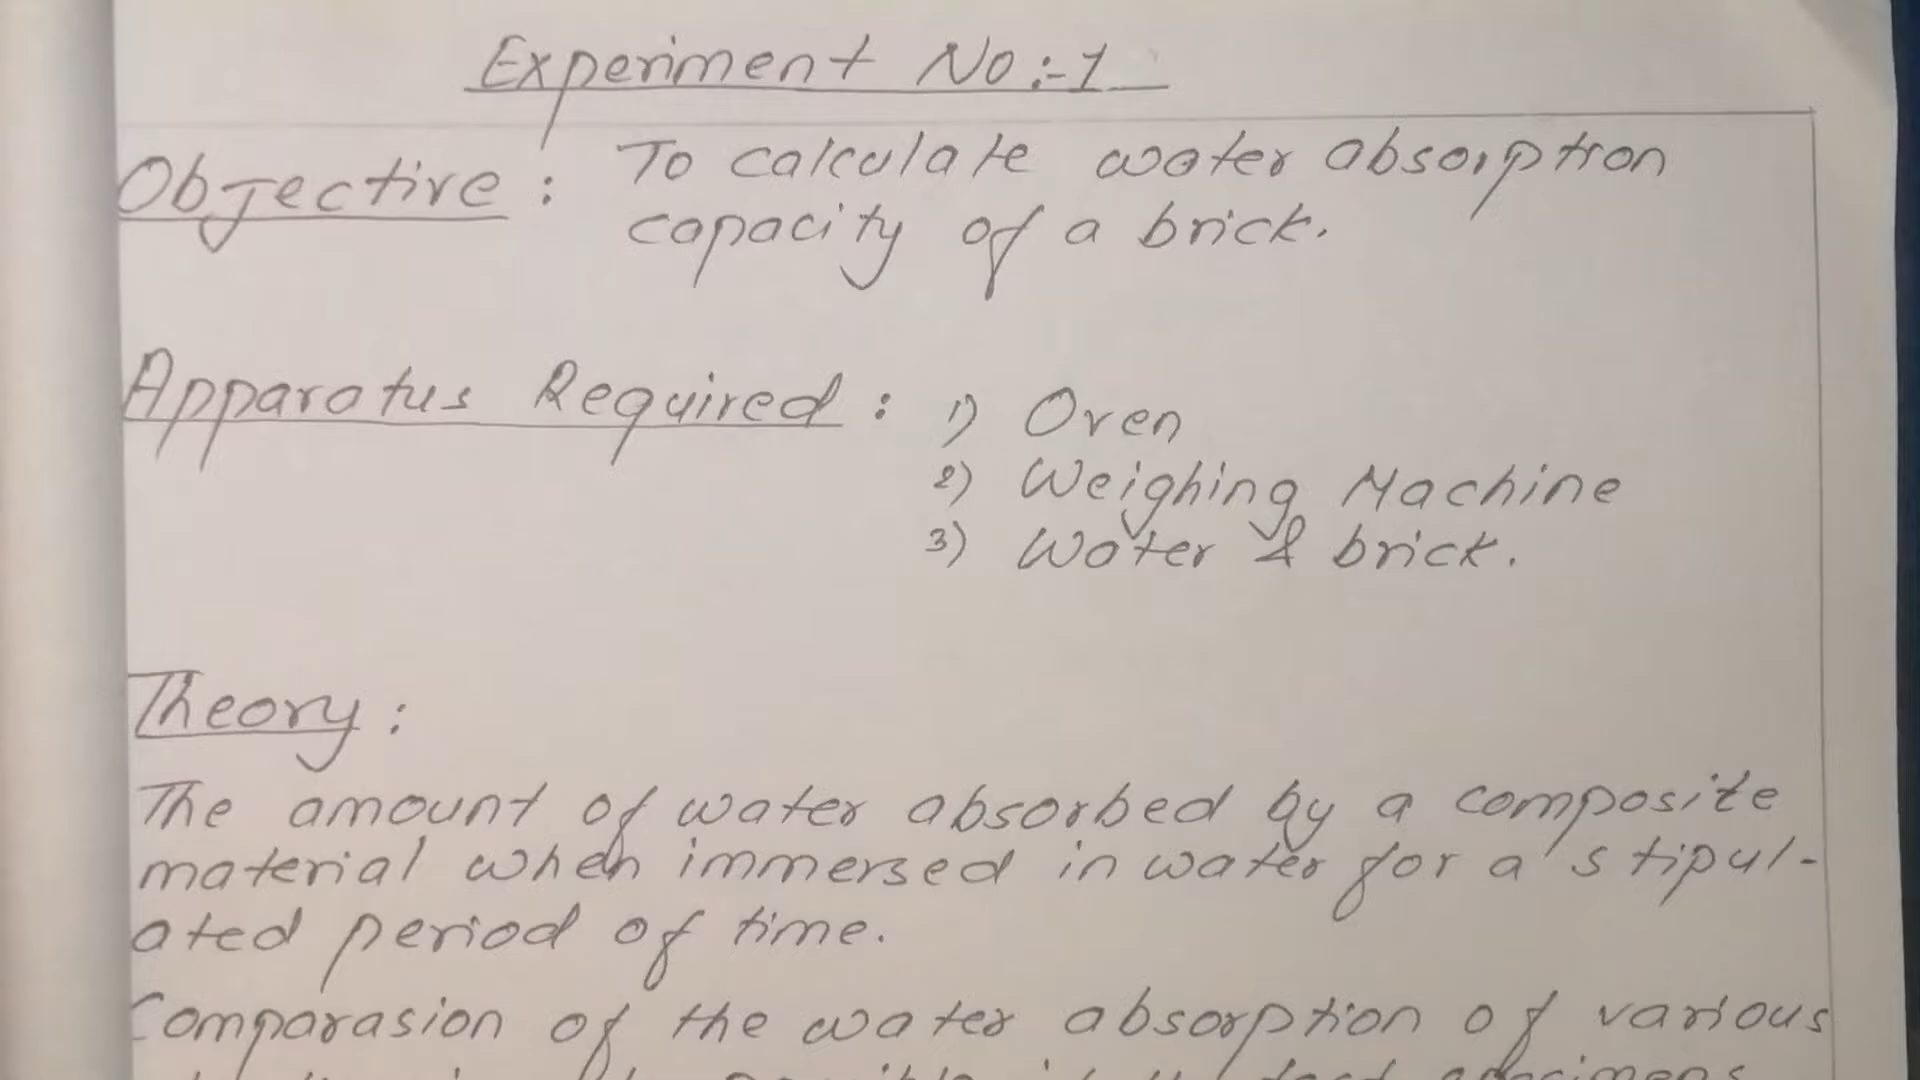 Experiment No:-1
Objective : To calculate water absorption
capacity of a brick.
Apparatus Required : 1) Oven
2) Weighing Machine
3) Water & brick.
Theory :
The amount of water absorbed by a composite
material when immersed in water for a stipul-
ated period of time.
Comparasion of the water absorption of various
test specimens